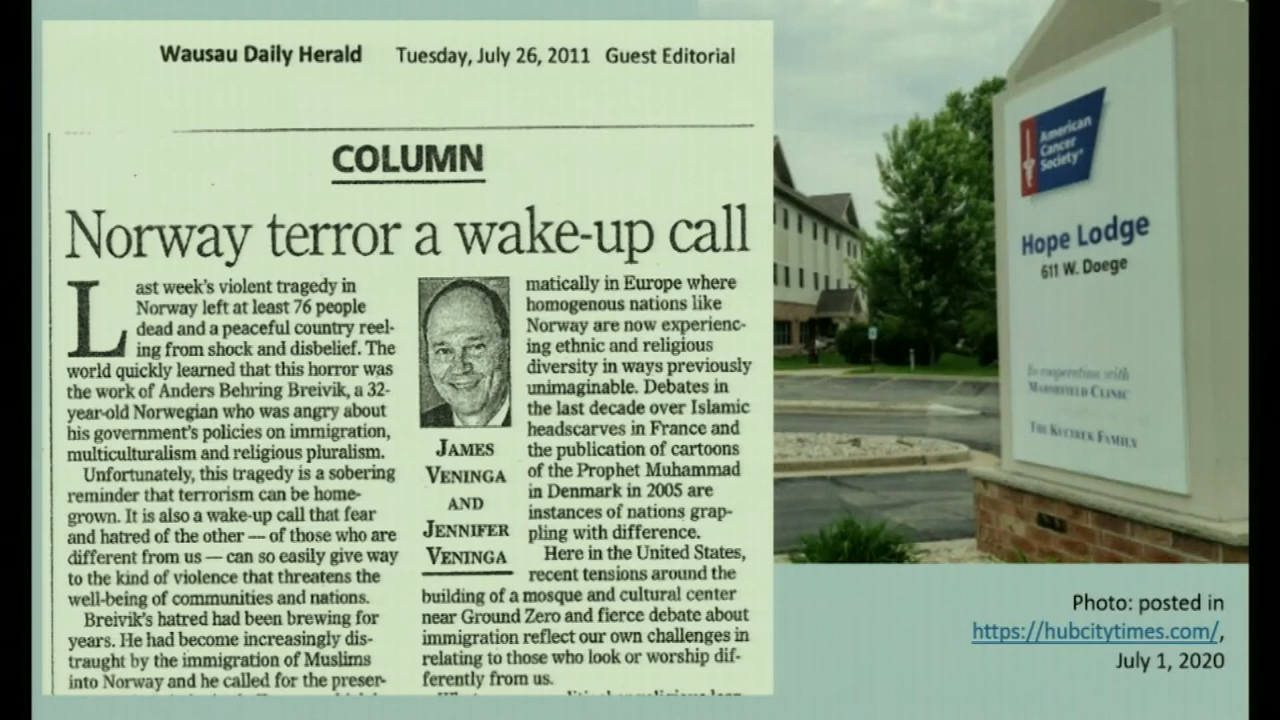 Wausau Daily Herald Tuesday, July 26, 2011 Guest Editorial
COLUMN
Norway terror a wake-up call
Last week's violent tragedy in
Norway left at least 76 people
dead and a peaceful country reel-
ing from shock and disbelief. The
world quickly learned that this horror was
the work of Anders Behring Breivik, a 32-
year-old Norwegian who was angry about
his government's policies on immigration,
multiculturalism and religious pluralism.
Unfortunately, this tragedy is a sobering
reminder that terrorism can be home-
grown. It is also a wake-up call that fear
and hatred of the other — of those who are
different from us — can so easily give way
to the kind of violence that threatens the
well-being of communities and nations.
Breivik's hatred had been brewing for
years. He had become increasingly dis-
traught by the immigration of Muslims
into Norway and he called for the preser-
JAMES
VENINGA
AND
JENNIFER
VENINGA
matically in Europe where
homogenous nations like
Norway are now experienc-
ing ethnic and religious
diversity in ways previously
unimaginable. Debates in
the last decade over Islamic
headscarves in France and
the publication of cartoons
of the Prophet Muhammad
in Denmark in 2005 are
instances of nations grap-
pling with difference.
Here in the United States,
recent tensions around the
building of a mosque and cultural center
near Ground Zero and fierce debate about
immigration reflect our own challenges in
relating to those who look or worship dif-
ferently from us.
American
Cancer
Society
Hope Lodge
611 W. Doege
In cooperation with
MARSHFIELD CLINIC
THE
FAMILY
Photo: posted in
https://hubcitytimes.com/,
July 1, 2020